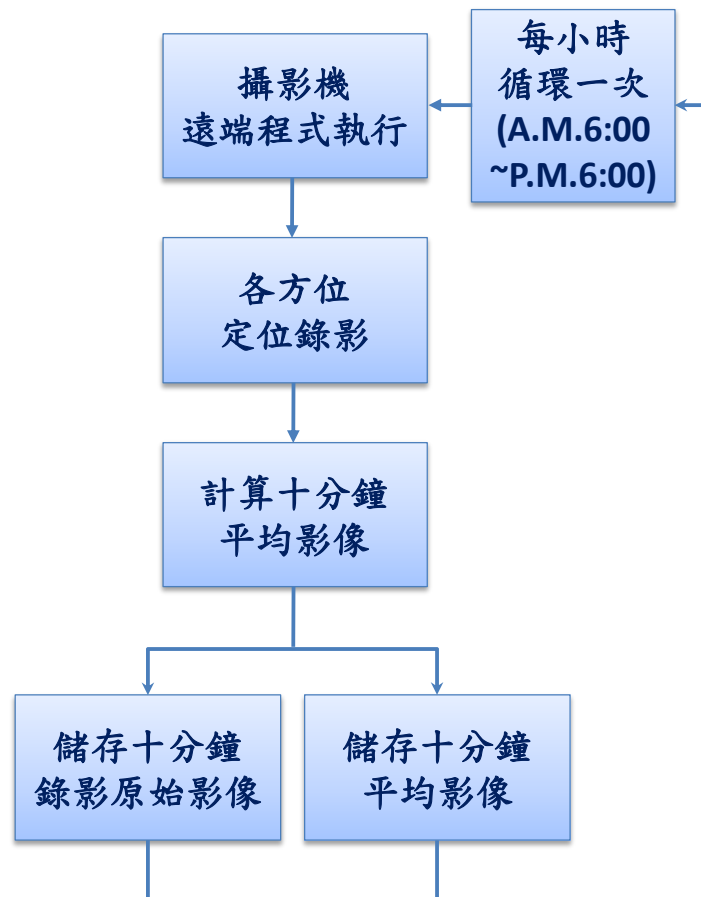 攝影機
遠端程式執行
每小時
循環一次
(A.M.6:00
~P.M.6:00)
各方位
定位錄影
計算十分鐘
平均影像
儲存十分鐘
錄影原始影像
儲存十分鐘
平均影像